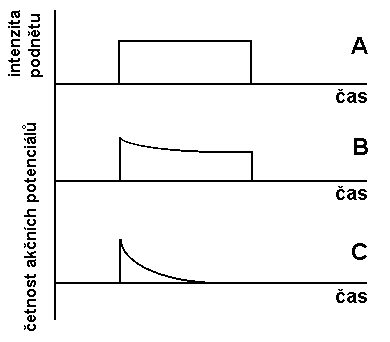 intenzita
podnětu
A
čas
četnost akčních potenciálů
B
čas
C
čas